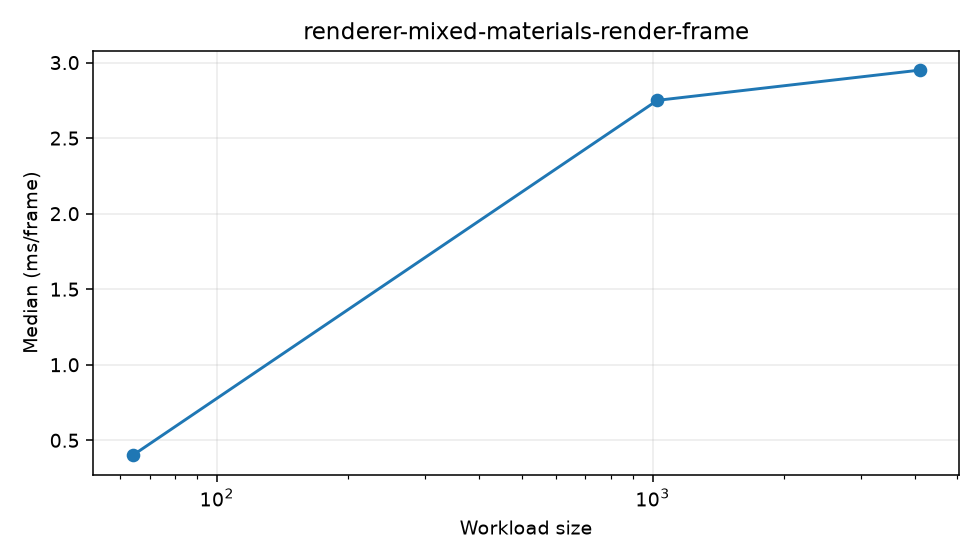 renderer-mixed-materials-render-frame
3.0
2.5
2.0
1.5
1.0
0.5
Median (ms/frame)
10² 10³
Workload size